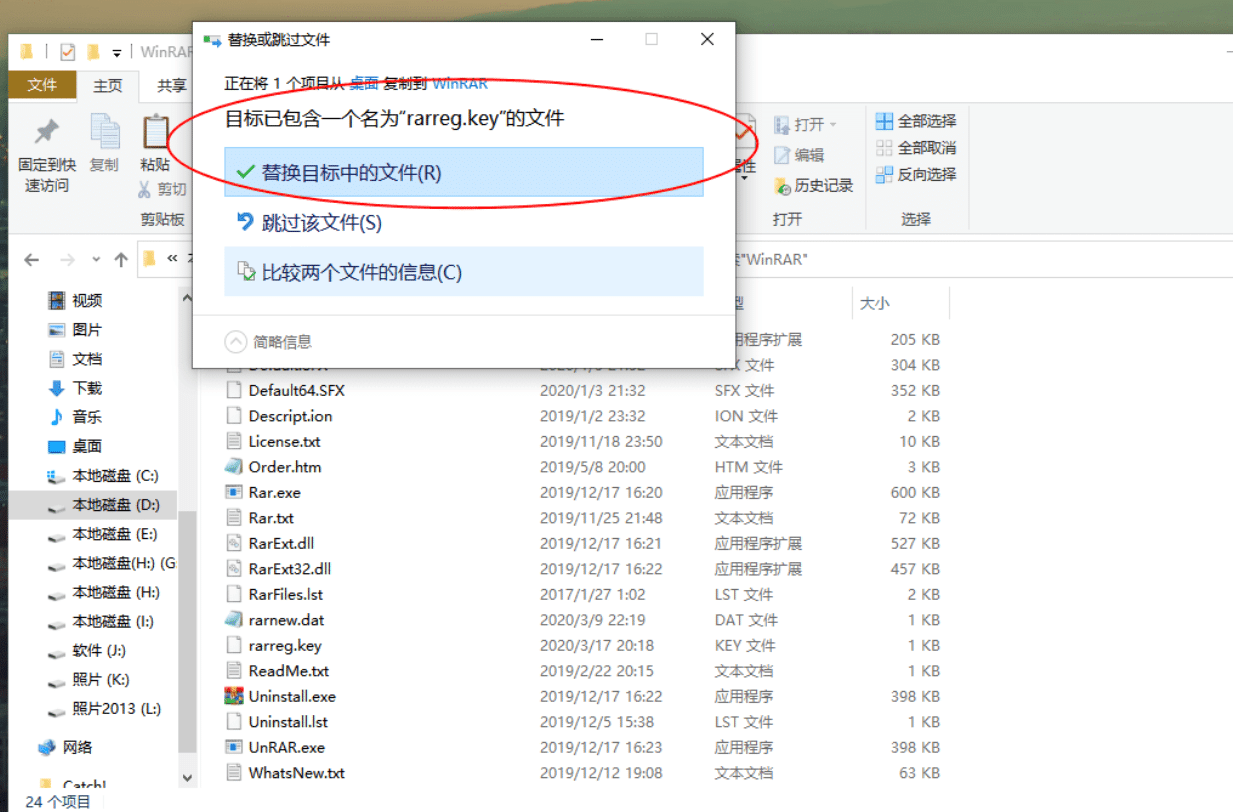 替换或跳过文件
WinRAR
文件 主页 共享
正在将 1 个项目从 桌面 复制到 WinRAR
目标已包含一个名为“rarreg.key”的文件
替换目标中的文件(R)
跳过该文件(S)
比较两个文件的信息(C)
简略信息
固定到快
速访问
复制
粘贴
剪切
剪贴板
打开
编辑
历史记录
打开
全部选择
全部取消
反向选择
选择
"WinRAR"
大小
视频
图片
文档
下载
音乐
桌面
本地磁盘 (C:)
本地磁盘 (D:)
本地磁盘 (E:)
本地磁盘(H:) (G:
本地磁盘 (H:)
本地磁盘 (I:)
软件 (J:)
照片 (K:)
照片2013 (L:)
网络
Catch!
用程序扩展 205 KB
文件 304 KB
Default64.SFX 2020/1/3 21:32 SFX 文件 352 KB
Descript.ion 2019/1/2 23:32 ION 文件 2 KB
License.txt 2019/11/18 23:50 文本文档 10 KB
Order.htm 2019/5/8 20:00 HTM 文件 3 KB
Rar.exe 2019/12/17 16:20 应用程序 600 KB
Rar.txt 2019/11/25 21:48 文本文档 72 KB
RarExt.dll 2019/12/17 16:21 应用程序扩展 527 KB
RarExt32.dll 2019/12/17 16:22 应用程序扩展 457 KB
RarFiles.lst 2017/1/27 1:02 LST 文件 2 KB
rarnew.dat 2020/3/9 22:19 DAT 文件 1 KB
rarreg.key 2020/3/17 20:18 KEY 文件 1 KB
ReadMe.txt 2019/2/22 20:15 文本文档 1 KB
Uninstall.exe 2019/12/17 16:22 应用程序 398 KB
Uninstall.lst 2019/12/5 15:38 LST 文件 1 KB
UnRAR.exe 2019/12/17 16:23 应用程序 398 KB
WhatsNew.txt 2019/12/12 19:08 文本文档 63 KB
24 个项目